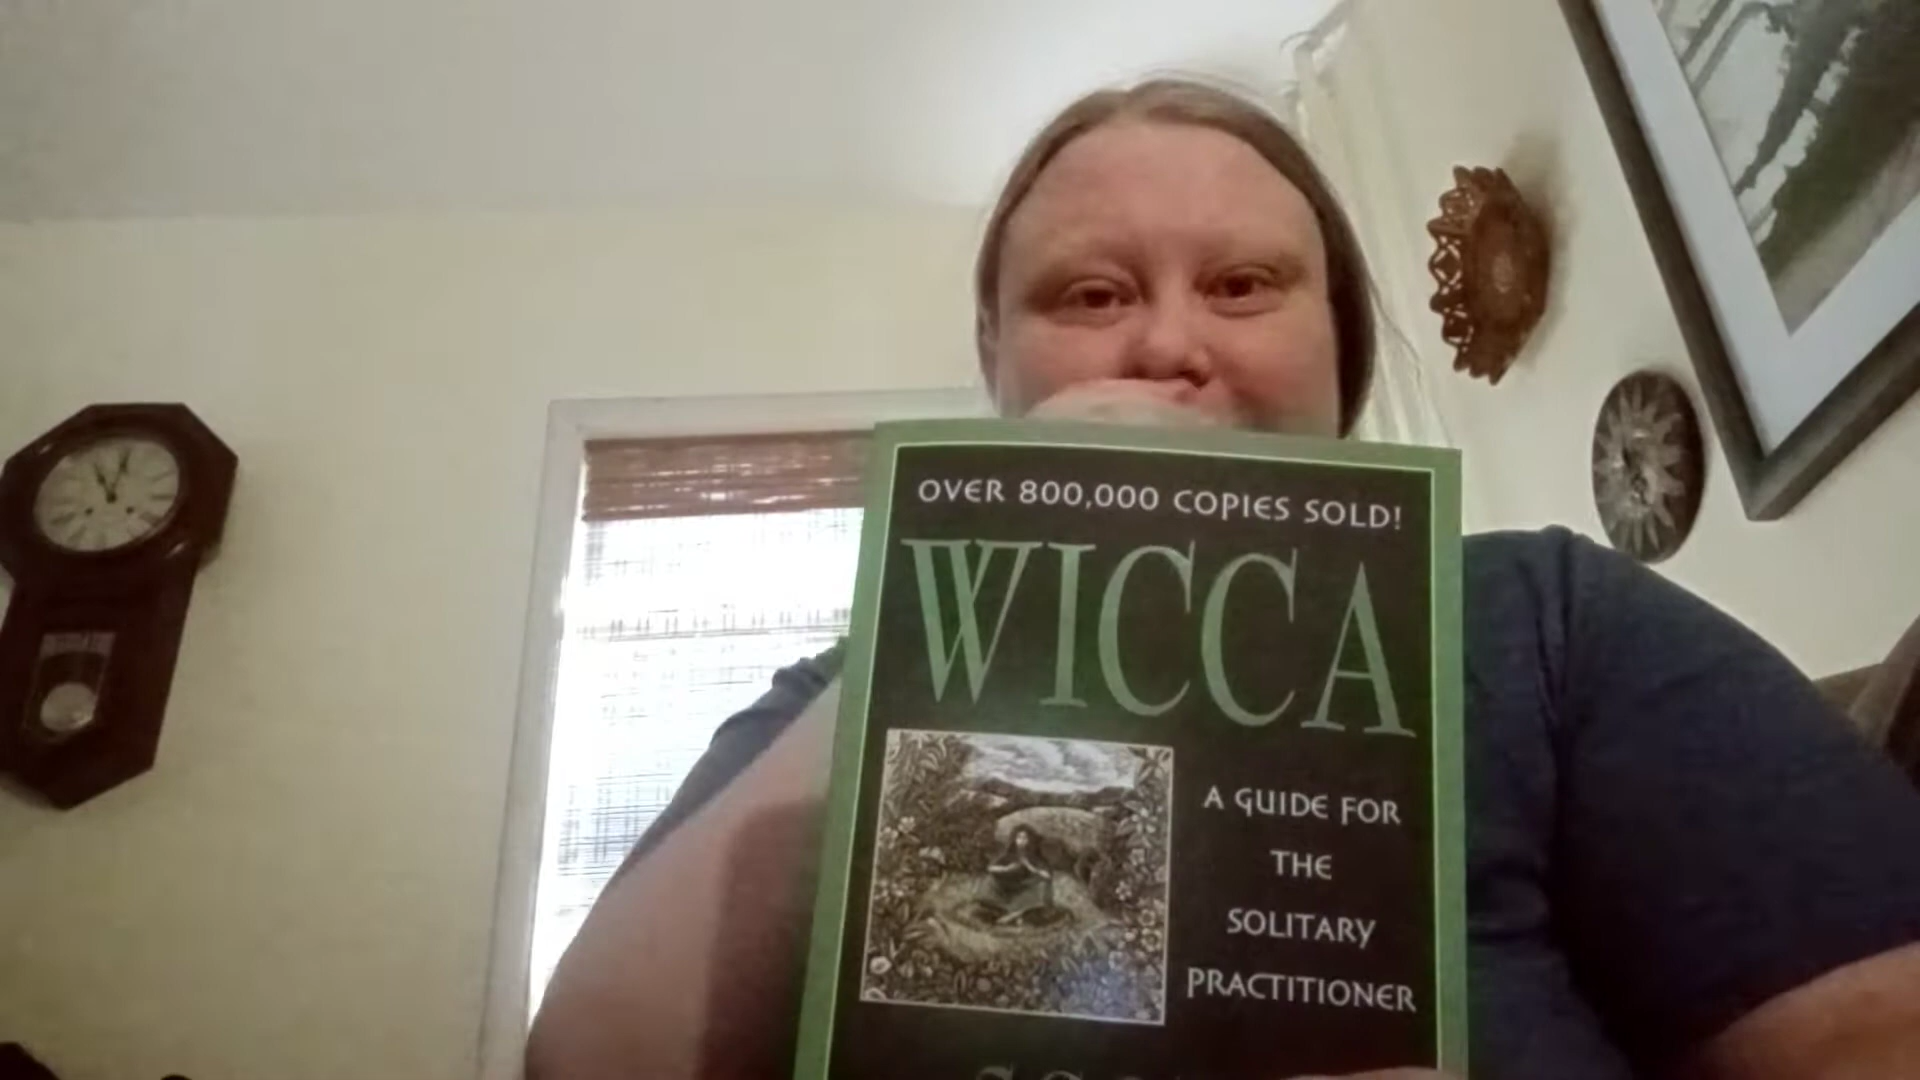 OVER 800,000 COPIES SOLD!
WICCA
A GUIDE FOR
THE
SOLITARY
PRACTITIONER